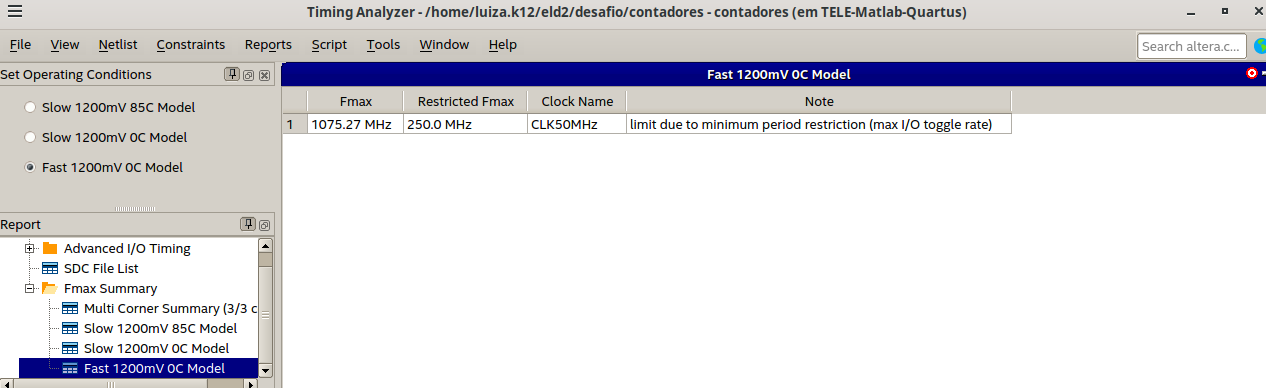 Timing Analyzer - /home/luiza.k12/eld2/desafio/contadores - contadores (em TELE-Matlab-Quartus)
File View Netlist Constraints Reports Script Tools Window Help
Search altera.c...
Set Operating Conditions
Slow 1200mV 85C Model
Slow 1200mV 0C Model
Fast 1200mV 0C Model
Report
Advanced I/O Timing
SDC File List
Fmax Summary
Multi Corner Summary (3/3 c
Slow 1200mV 85C Model
Slow 1200mV 0C Model
Fast 1200mV 0C Model
Fast 1200mV 0C Model
Fmax Restricted Fmax Clock Name Note
1 1075.27 MHz 250.0 MHz CLK50MHz limit due to minimum period restriction (max I/O toggle rate)